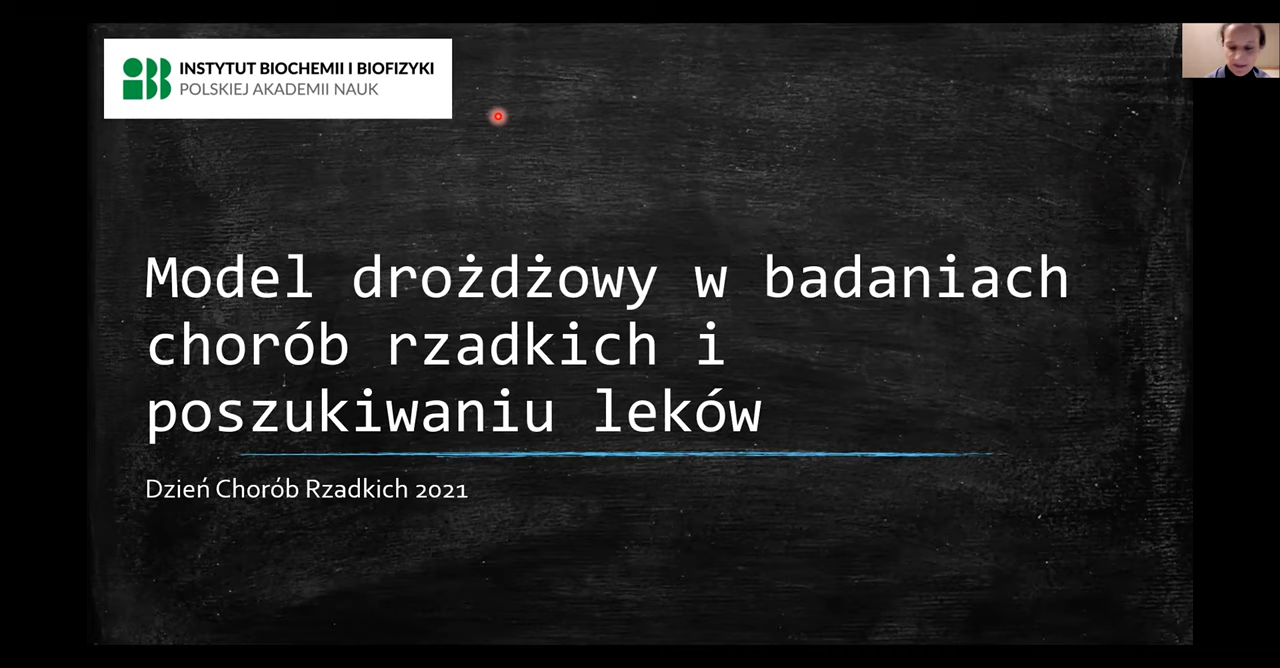 INSTYTUT BIOCHEMII I BIOFIZYKI
POLSKIEJ AKADEMII NAUK
Model drożdżowy w badaniach
chorób rzadkich i
poszukiwaniu leków
Dzień Chorób Rzadkich 2021